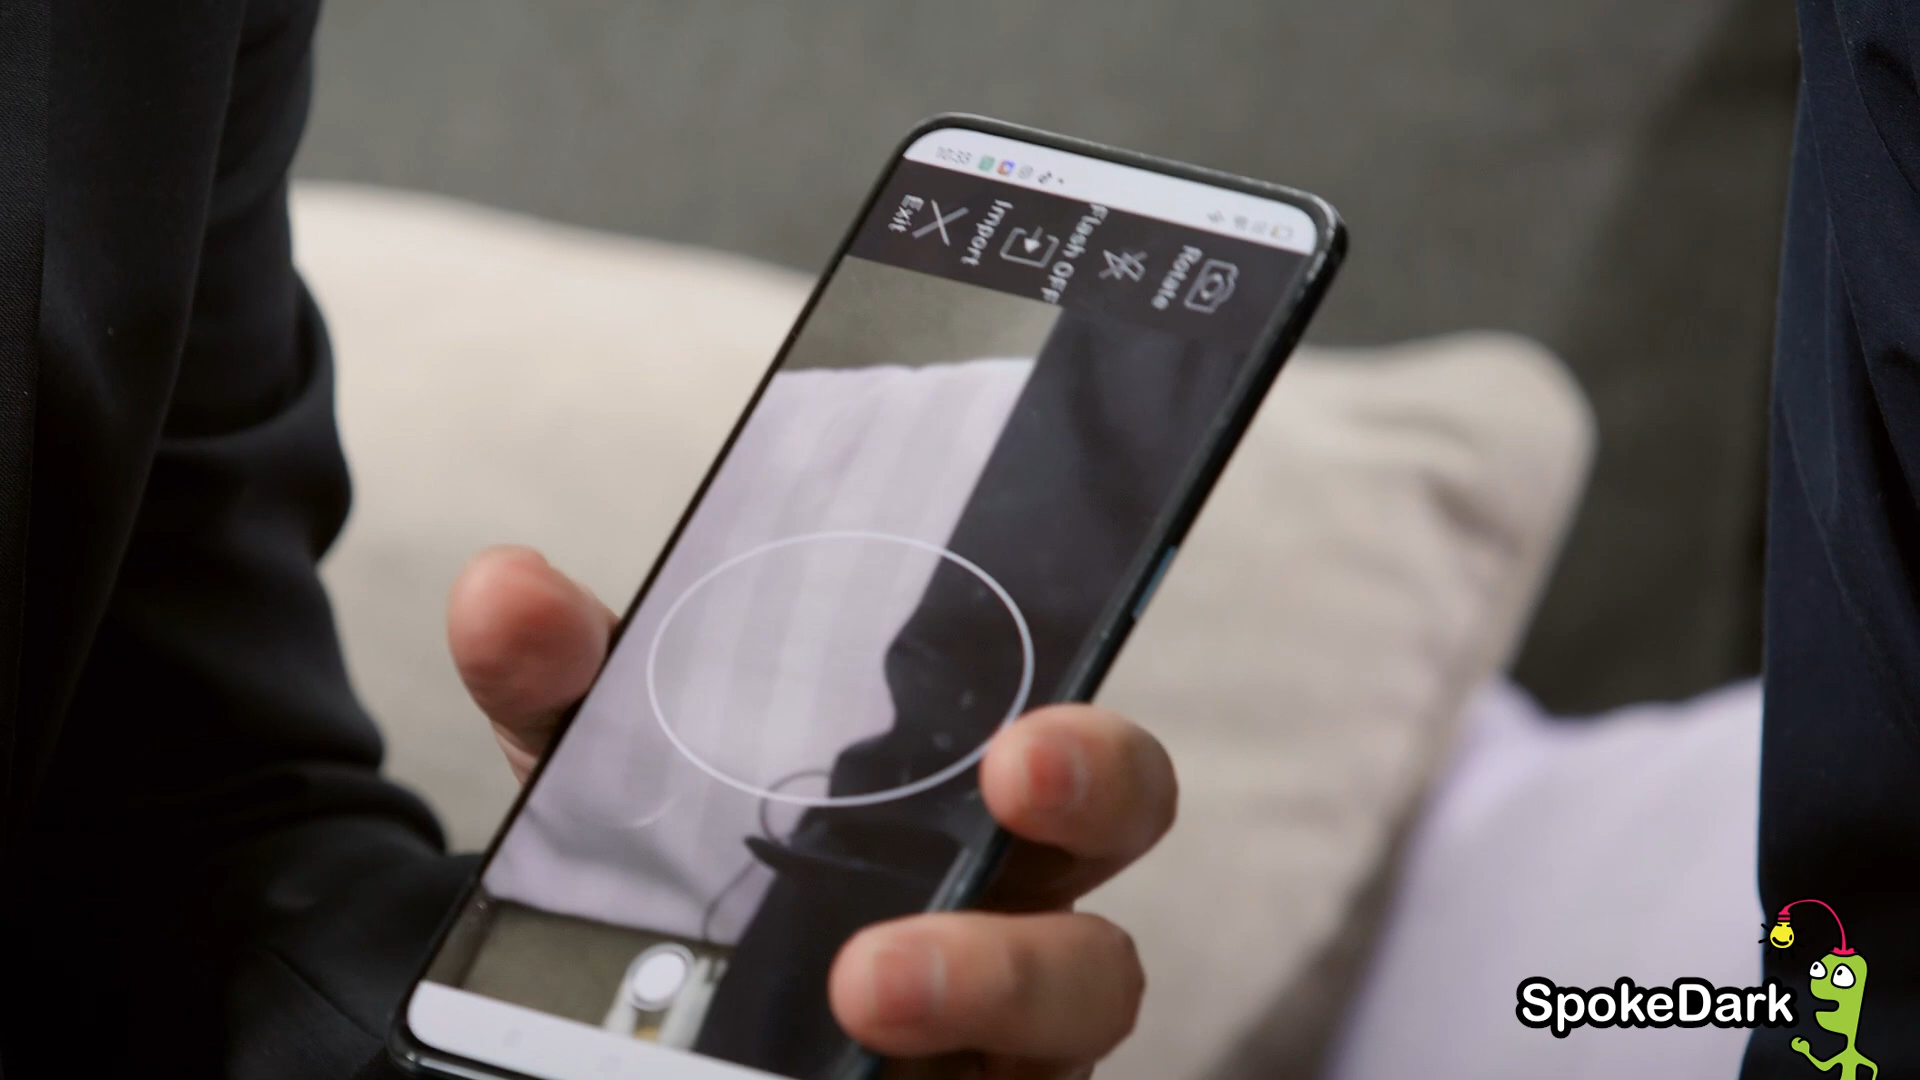 Exit
Import
Flash OFF
Rotate
SpokeDark